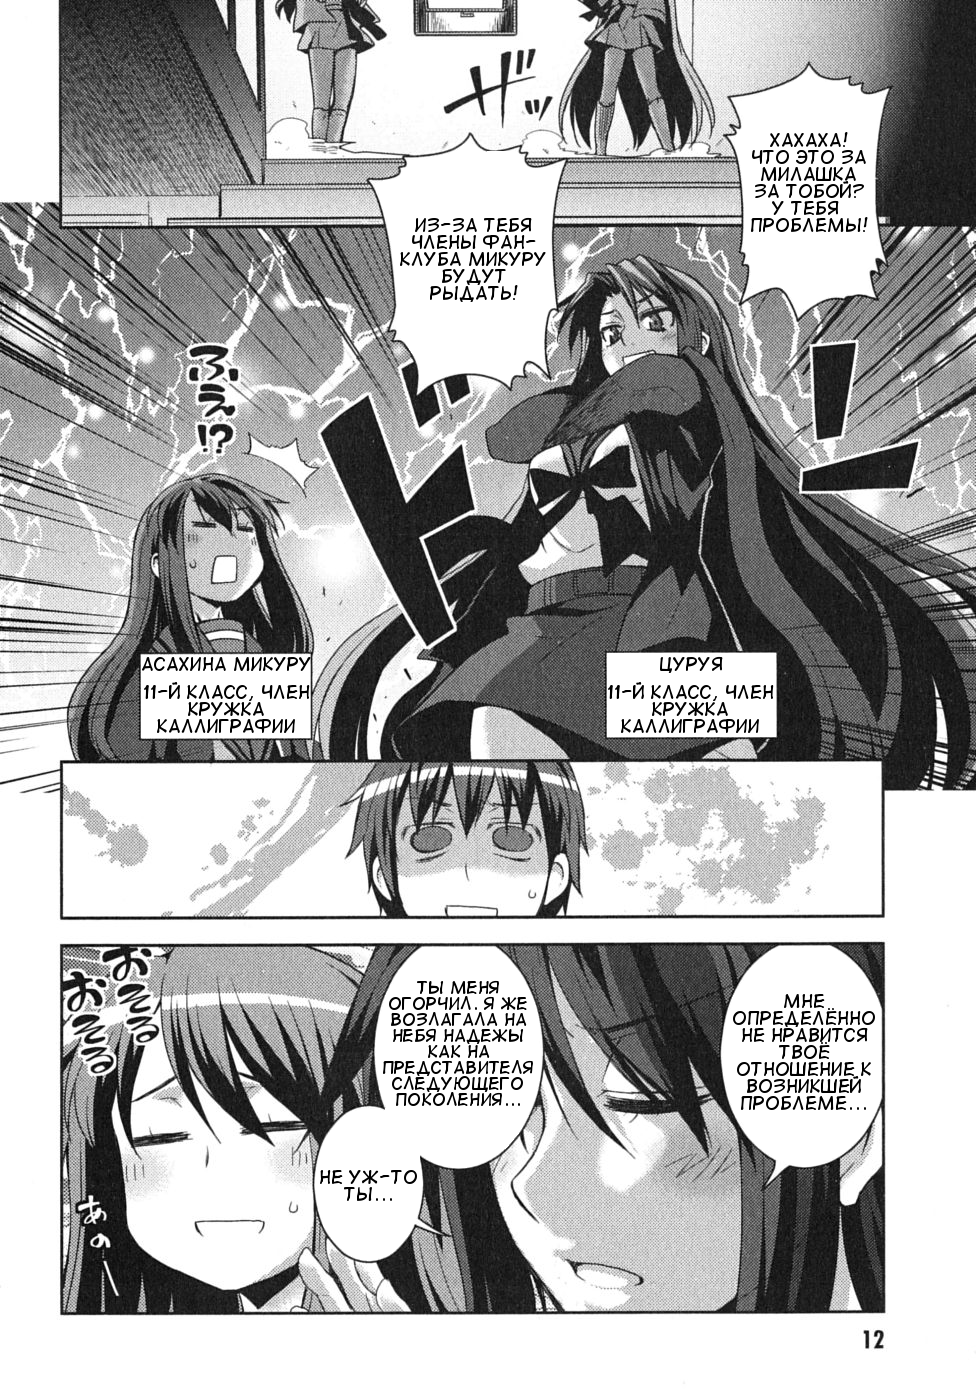 ХАХАХА!
ЧТО ЭТО ЗА
МИЛАШКА
ЗА ТОБОЙ?
У ТЕБЯ
ПРОБЛЕМЫ!
ИЗ-ЗА ТЕБЯ
ЧЛЕНЫ ФАН-
КЛУБА МИКУРУ
БУДУТ
РЫДАТЬ!
ふえ!?
ЦУРУЯ
11-Й КЛАСС, ЧЛЕН
КРУЖКА
КАЛЛИГРАФИИ
АСАХИНА МИКУРУ
11-Й КЛАСС, ЧЛЕН
КРУЖКА
КАЛЛИГРАФИИ
МНЕ
ОПРЕДЕЛЁННО
НЕ НРАВИТСЯ
ТВОЁ
ОТНОШЕНИЕ К
ВОЗНИКШЕЙ
ПРОБЛЕМЕ...
ТЫ МЕНЯ
ОГОРЧИЛ. Я ЖЕ
ВОЗЛАГАЛА НА
НЕБЯ НАДЕЖЫ
КАК НА
ПРЕДСТАВИТЕЛЯ
СЛЕДУЮЩЕГО
ПОКОЛЕНИЯ...
НЕ УЖ-ТО
ТЫ...
おそる
おそる
あのー
12